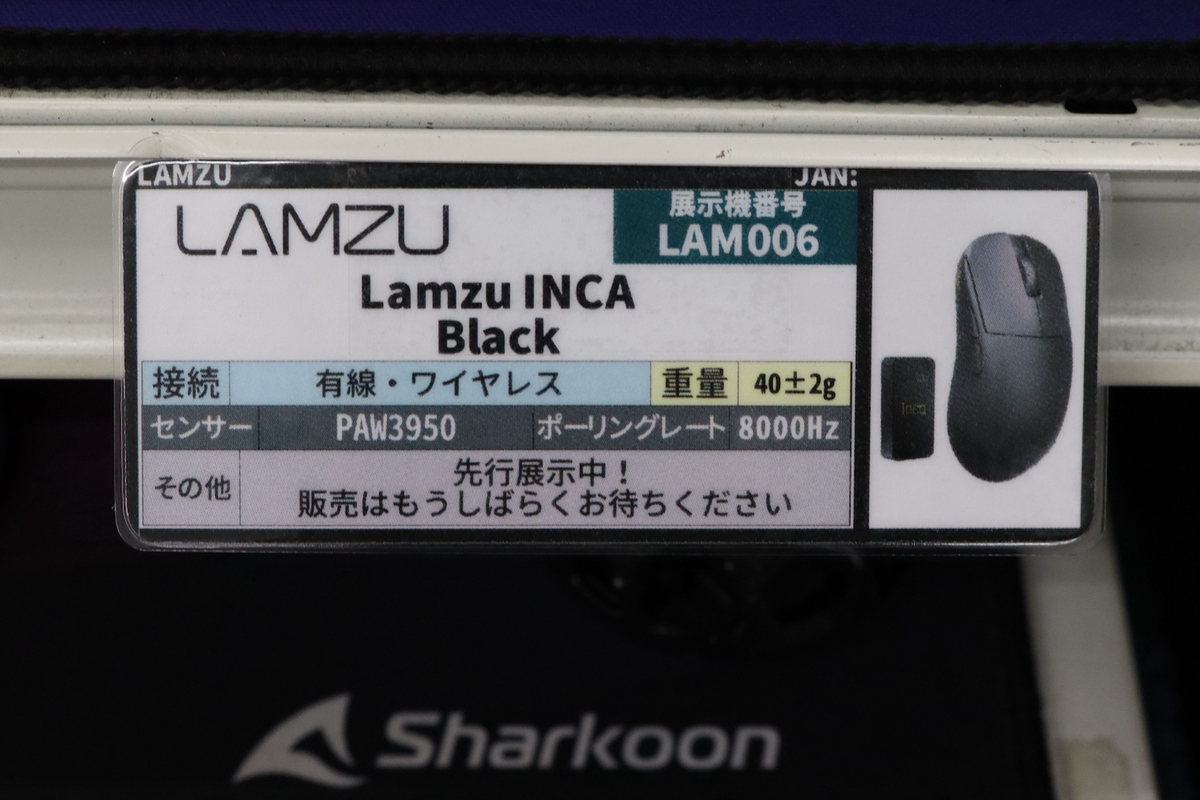 LAMZU
JAN:
LAMZU
展示機番号
LAM006
Lamzu INCA
Black
接続 有線・ワイヤレス 重量 40±2g
センサー PAW3950 ポーリングレート 8000Hz
その他
先行展示中！
販売はもうしばらくお待ちください
Inca
Sharkoon